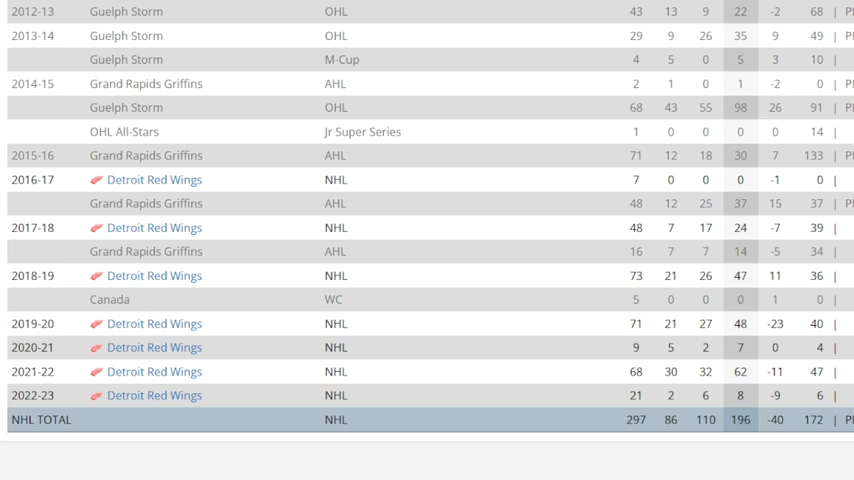 2012-13 Guelph Storm OHL 43 13 9 22 -2 68 |
2013-14 Guelph Storm OHL 29 9 26 35 9 49 |
Guelph Storm M-Cup 4 5 0 5 3 10 |
2014-15 Grand Rapids Griffins AHL 2 1 0 1 -2 0 |
Guelph Storm OHL 68 43 55 98 26 91 |
OHL All-Stars Jr Super Series 1 0 0 0 0 14 |
2015-16 Grand Rapids Griffins AHL 71 12 18 30 7 133 |
2016-17 Detroit Red Wings NHL 7 0 0 0 -1 0 |
Grand Rapids Griffins AHL 48 12 25 37 15 37 |
2017-18 Detroit Red Wings NHL 48 7 17 24 -7 39 |
Grand Rapids Griffins AHL 16 7 7 14 -5 34 |
2018-19 Detroit Red Wings NHL 73 21 26 47 11 36 |
Canada WC 5 0 0 0 1 0 |
2019-20 Detroit Red Wings NHL 71 21 27 48 -23 40 |
2020-21 Detroit Red Wings NHL 9 5 2 7 0 4 |
2021-22 Detroit Red Wings NHL 68 30 32 62 -11 47 |
2022-23 Detroit Red Wings NHL 21 2 6 8 -9 6 |
NHL TOTAL NHL 297 86 110 196 -40 172 |